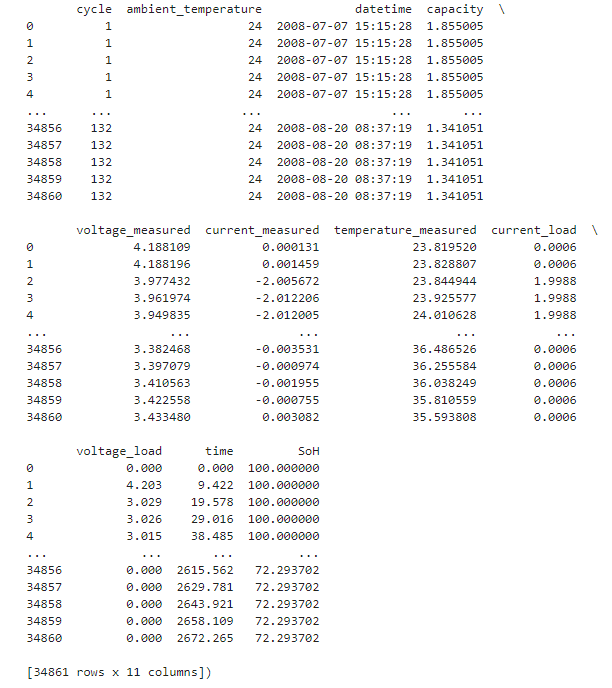 cycle ambient_temperature datetime capacity \
0 1 24 2008-07-07 15:15:28 1.855005
1 1 24 2008-07-07 15:15:28 1.855005
2 1 24 2008-07-07 15:15:28 1.855005
3 1 24 2008-07-07 15:15:28 1.855005
4 1 24 2008-07-07 15:15:28 1.855005
... ... ... ... ...
34856 132 24 2008-08-20 08:37:19 1.341051
34857 132 24 2008-08-20 08:37:19 1.341051
34858 132 24 2008-08-20 08:37:19 1.341051
34859 132 24 2008-08-20 08:37:19 1.341051
34860 132 24 2008-08-20 08:37:19 1.341051
voltage_measured current_measured temperature_measured current_load \
0 4.188109 0.000131 23.819520 0.0006
1 4.188196 0.001459 23.828807 0.0006
2 3.977432 -2.005672 23.844944 1.9988
3 3.961974 -2.012206 23.925577 1.9988
4 3.949835 -2.012005 24.010628 1.9988
... ... ... ... ...
34856 3.382468 -0.003531 36.486526 0.0006
34857 3.397079 -0.000974 36.255584 0.0006
34858 3.410563 -0.001955 36.038249 0.0006
34859 3.422558 -0.000755 35.810559 0.0006
34860 3.433480 0.003082 35.593808 0.0006
voltage_load time SoH
0 0.000 0.000 100.000000
1 4.203 9.422 100.000000
2 3.029 19.578 100.000000
3 3.026 29.016 100.000000
4 3.015 38.485 100.000000
... ... ... ...
34856 0.000 2615.562 72.293702
34857 0.000 2629.781 72.293702
34858 0.000 2643.921 72.293702
34859 0.000 2658.109 72.293702
34860 0.000 2672.265 72.293702
[34861 rows x 11 columns])